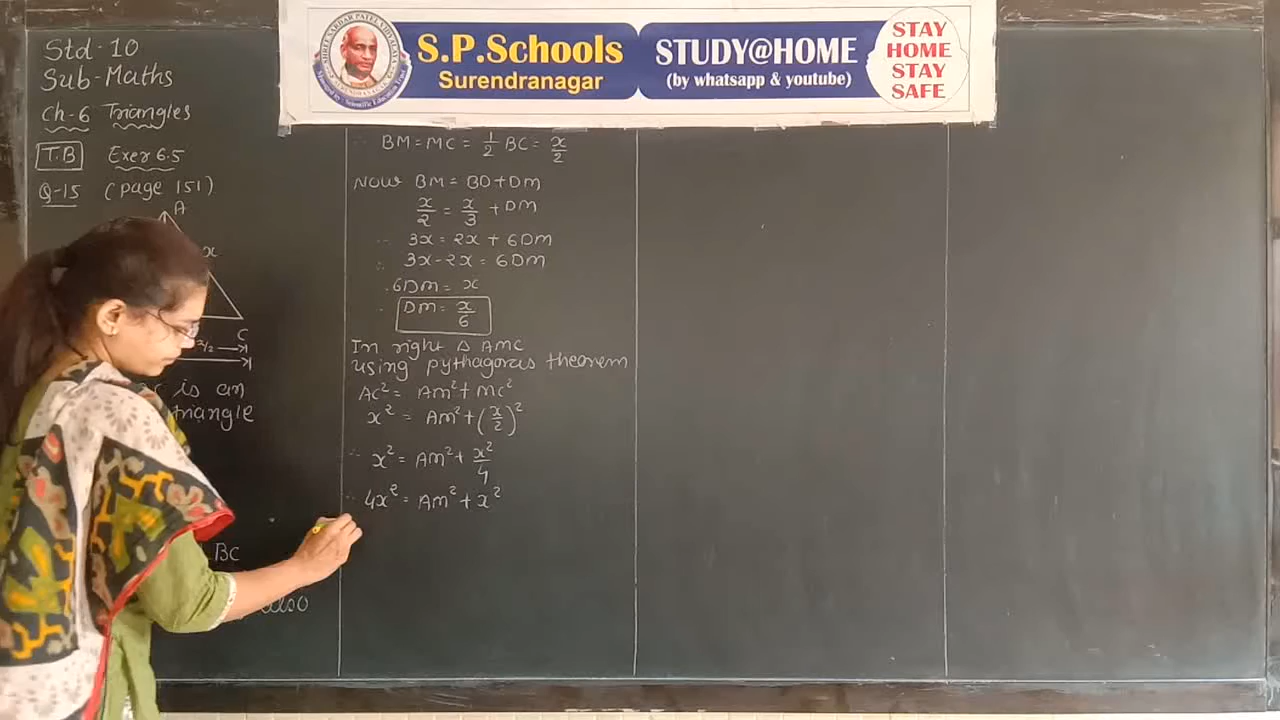 S.P.Schools
Surendranagar
STUDY@HOME
(by whatsapp & youtube)
STAY
HOME
STAY
SAFE
Std-10
Sub-Maths
Ch-6 Triangles
T.B Exer 6.5
Q-15 (page 151)
A
x
C
is an
triangle
BC
also
BM = MC = 1/2 BC = x/2
Now BM = BD + DM
x/2 = x/3 + DM
∴ 3x = 2x + 6DM
∴ 3x - 2x = 6DM
∴ 6DM = x
∴ DM = x/6
In right △ AMC
using pythagoras theorem
AC² = AM² + MC²
x² = AM² + (x/2)²
∴ x² = AM² + x²/4
∴ 4x² = AM² + x²